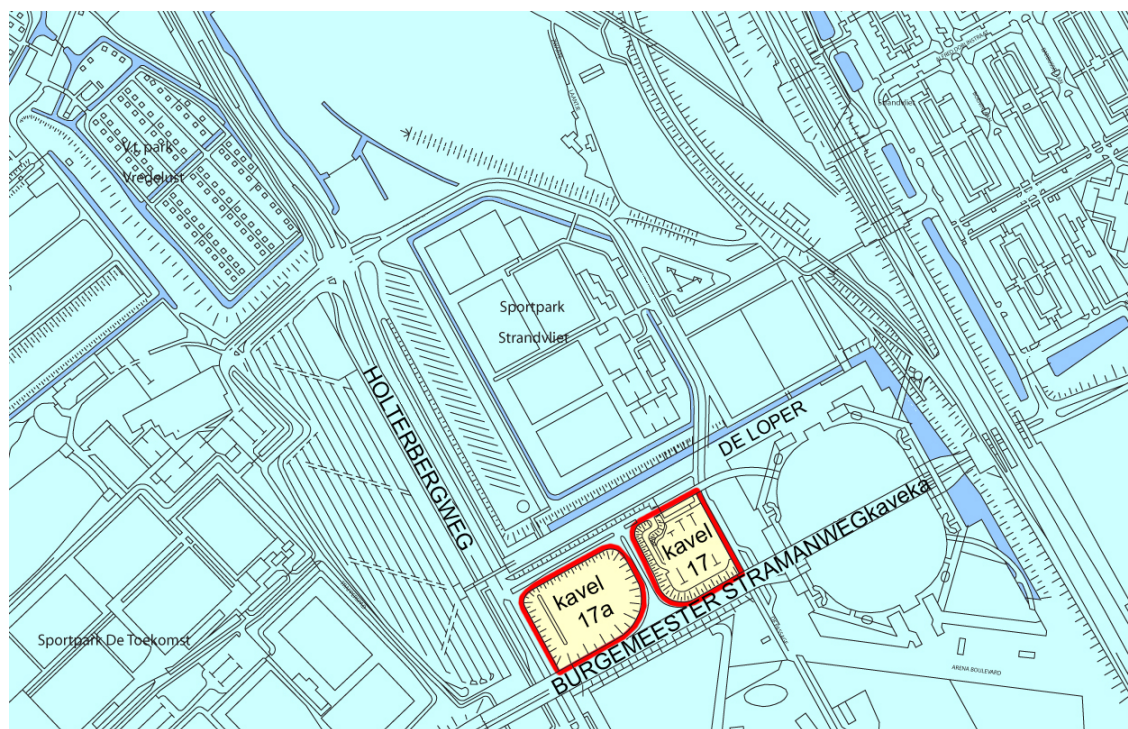 V.t. park
Vredelust
Strandvliet
Sportpark
Strandvliet
HOLTERBERGWEG
DE LOPER
kavel
17
kavel
17a
BURGEMEESTER STRAMANWEGkaveka
Sportpark De Toekomst
ARENA BOULEVARD